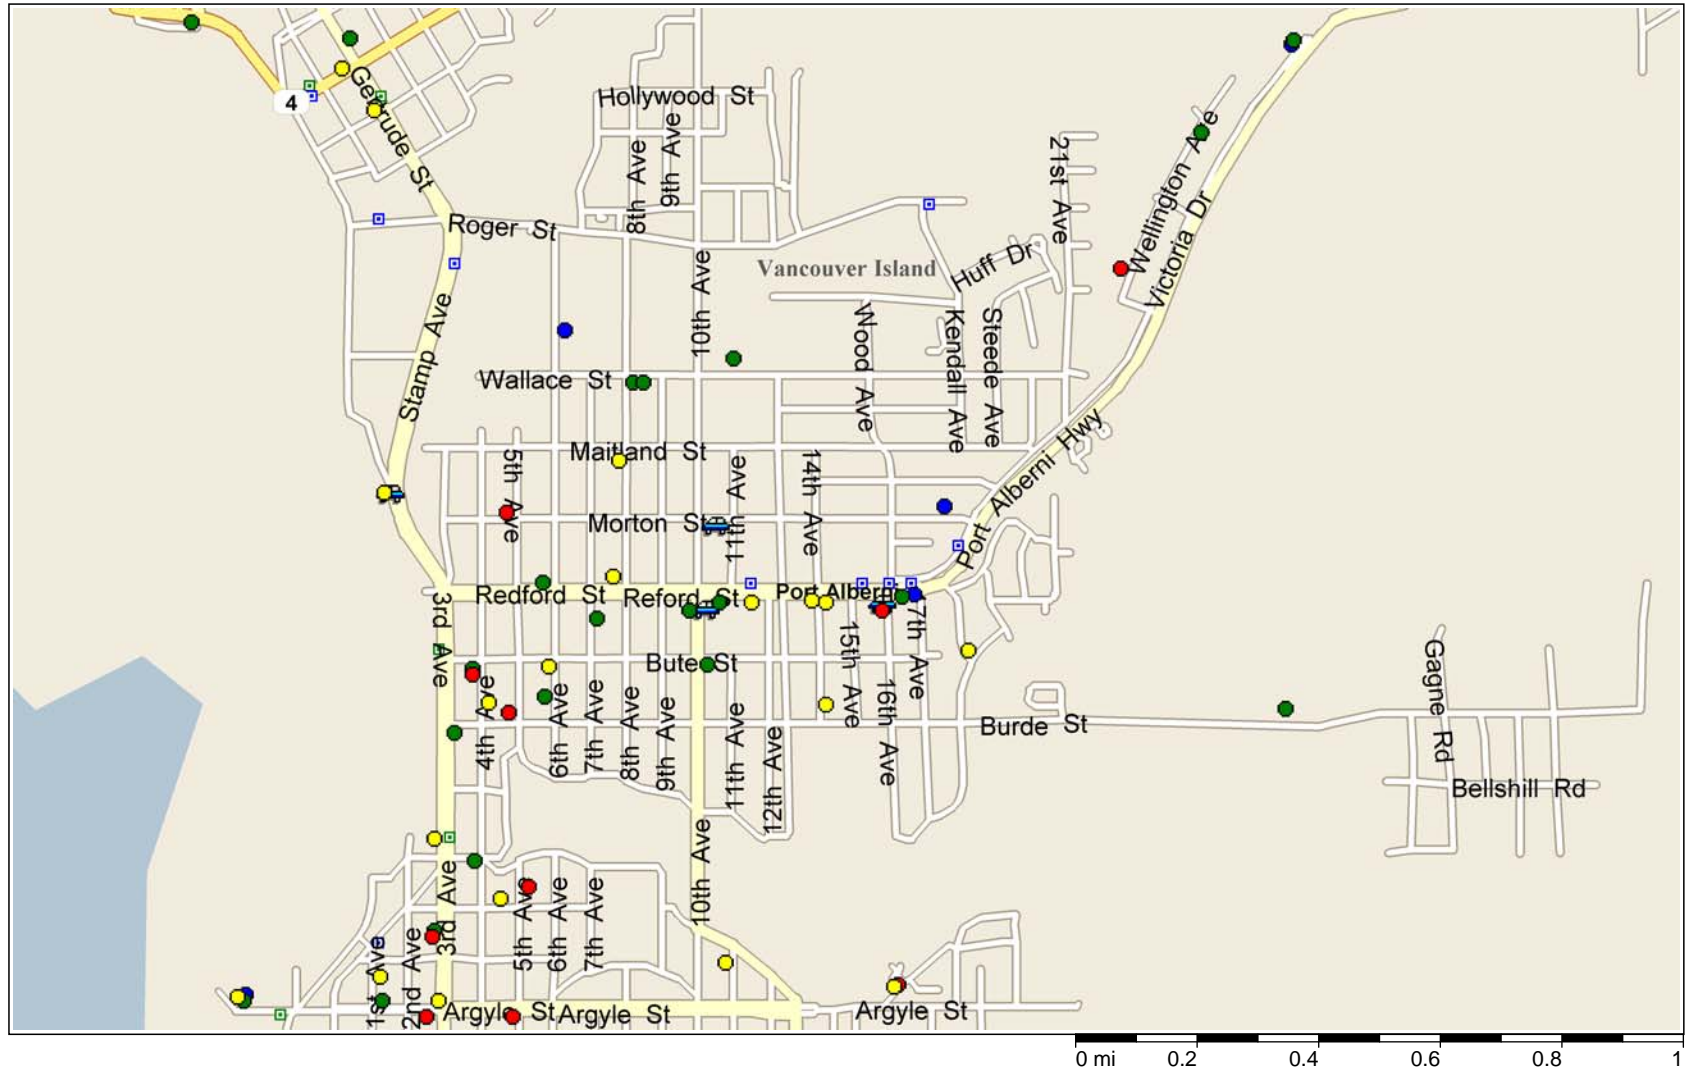 4
Gertrude St
Hollywood St
9th Ave
8th Ave
21st Ave
Wellington Ave
Victoria Dr
Roger St
Vancouver Island
Huff Dr
10th Ave
Stamp Ave
Wood Ave
Kendall Ave
Steede Ave
Wallace St
Maitland St
Port Alberni Hwy
5th Ave
11th Ave
14th Ave
Morton St
Redford St
Reford St
Port Alberni
3rd Ave
15th Ave
17th Ave
Bute St
Gagne Rd
4th Ave
6th Ave
7th Ave
8th Ave
9th Ave
11th Ave
12th Ave
16th Ave
Burde St
Bellshill Rd
10th Ave
3rd Ave
5th Ave
6th Ave
7th Ave
1st Ave
2nd Ave
Argyle St
Argyle St
Argyle St
0 mi 0.2 0.4 0.6 0.8 1